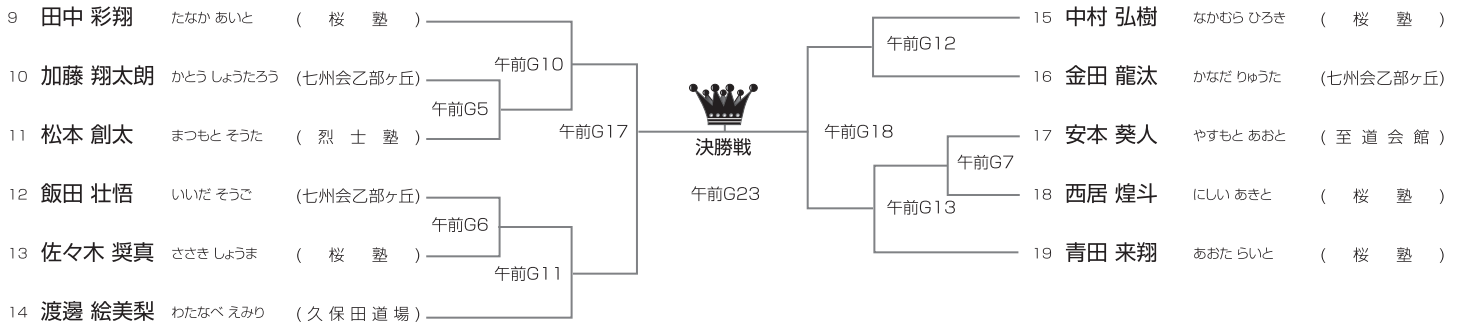 9 田中 彩翔 たなか あいと ( 桜 塾 )
10 加藤 翔太朗 かとう しょうたろう (七州会乙部ヶ丘)
11 松本 創太 まつもと そうた ( 烈 士 塾 )
12 飯田 壮悟 いいだ そうご (七州会乙部ヶ丘)
13 佐々木 奨真 ささき しょうま ( 桜 塾 )
14 渡邊 絵美梨 わたなべ えみり ( 久 保 田 道 場 )
午前G10
午前G5
午前G17
午前G6
午前G11
決勝戦
午前G23
午前G12
午前G18
午前G7
午前G13
15 中村 弘樹 なかむら ひろき ( 桜 塾 )
16 金田 龍汰 かなだ りゅうた (七州会乙部ヶ丘)
17 安本 葵人 やすもと あおと ( 至 道 会 館 )
18 西居 煌斗 にしい あきと ( 桜 塾 )
19 青田 来翔 あおた らいと ( 桜 塾 )